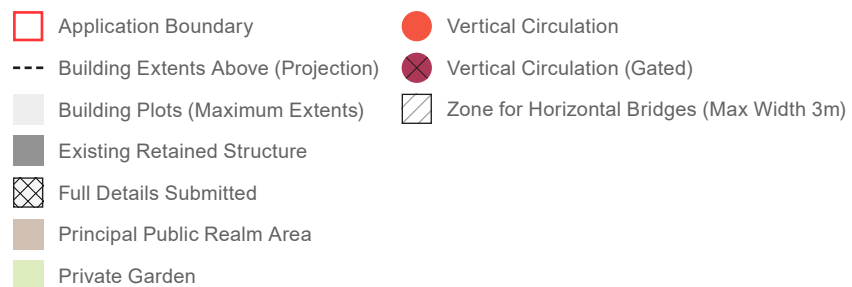 Application Boundary
Building Extents Above (Projection)
Building Plots (Maximum Extents)
Existing Retained Structure
Full Details Submitted
Principal Public Realm Area
Private Garden
Vertical Circulation
Vertical Circulation (Gated)
Zone for Horizontal Bridges (Max Width 3m)